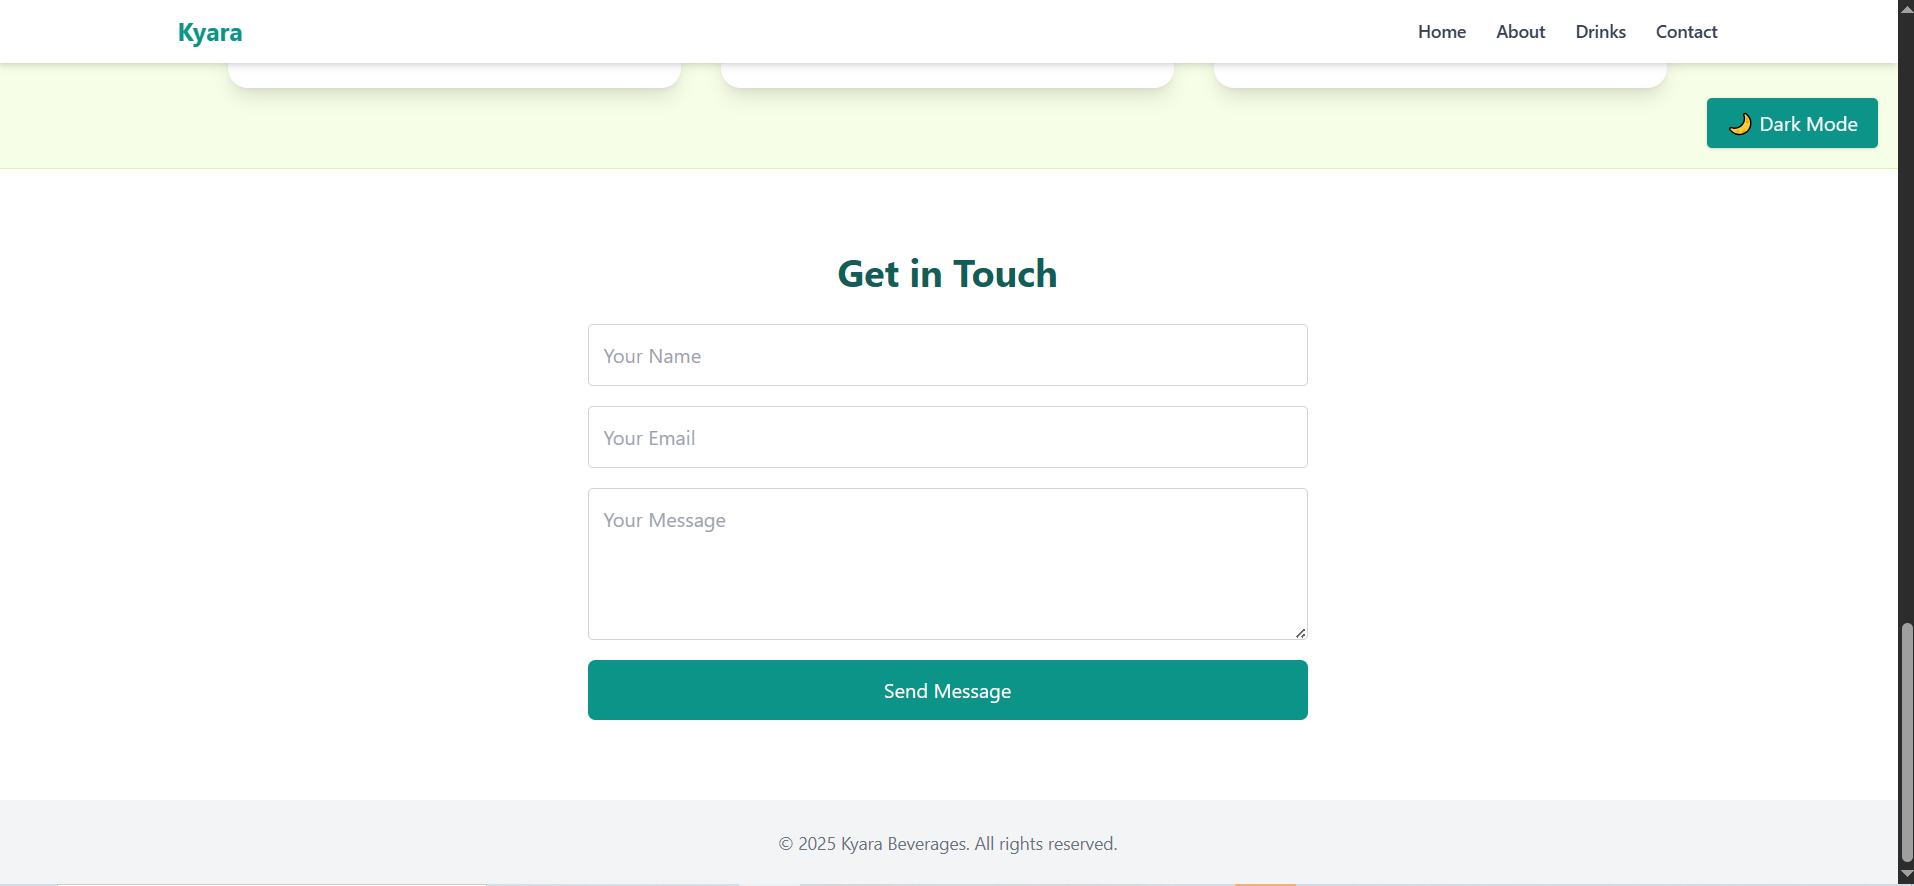 Kyara
Home About Drinks Contact
🌙 Dark Mode
Get in Touch
Your Name
Your Email
Your Message
Send Message
© 2025 Kyara Beverages. All rights reserved.